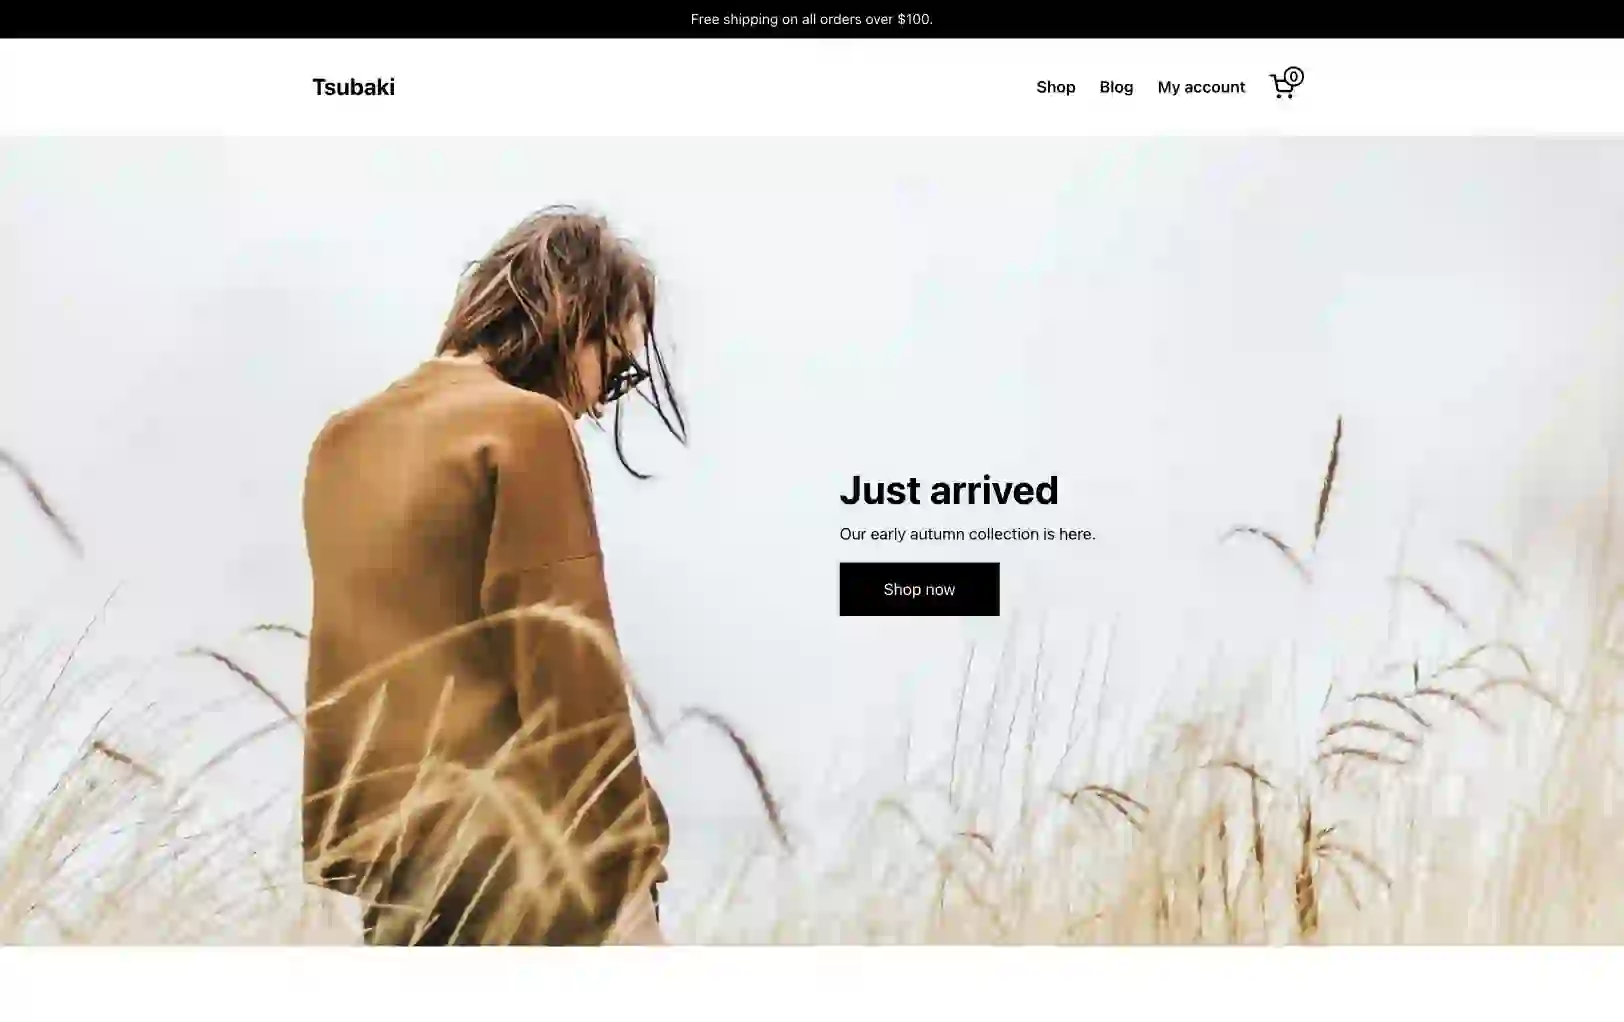 Free shipping on all orders over $100.
Tsubaki
Shop Blog My account 0
Just arrived
Our early autumn collection is here.
Shop now